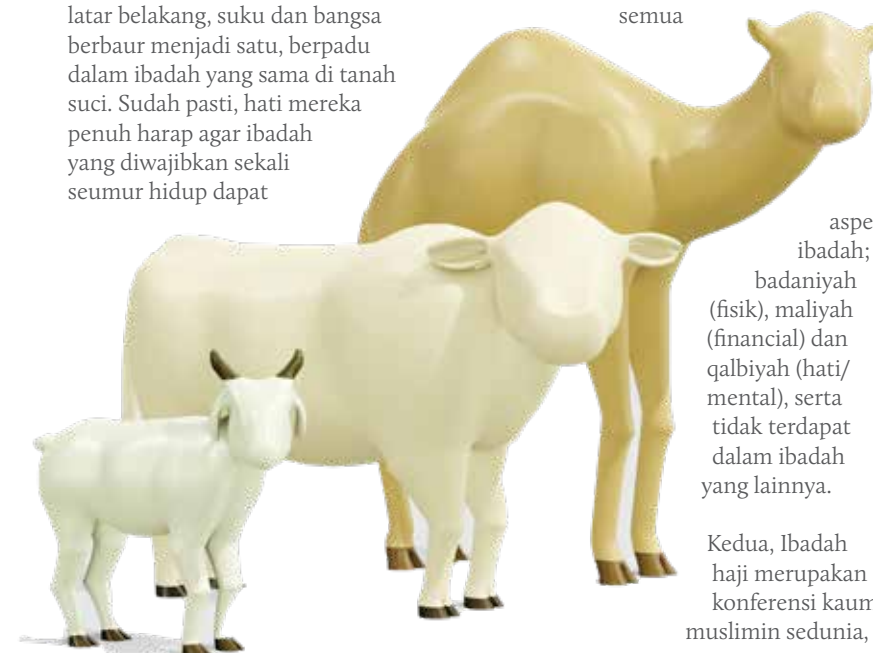 latar belakang, suku dan bangsa
berbaur menjadi satu, berpadu
dalam ibadah yang sama di tanah
suci. Sudah pasti, hati mereka
penuh harap agar ibadah
yang diwajibkan sekali
seumur hidup dapat
semua
ibadah;
badaniyah
(fisik), maliyah
(financial) dan
qalbiyah (hati/
mental), serta
tidak terdapat
dalam ibadah
yang lainnya.
Kedua, Ibadah
haji merupakan
konferensi kaum
muslimin sedunia,